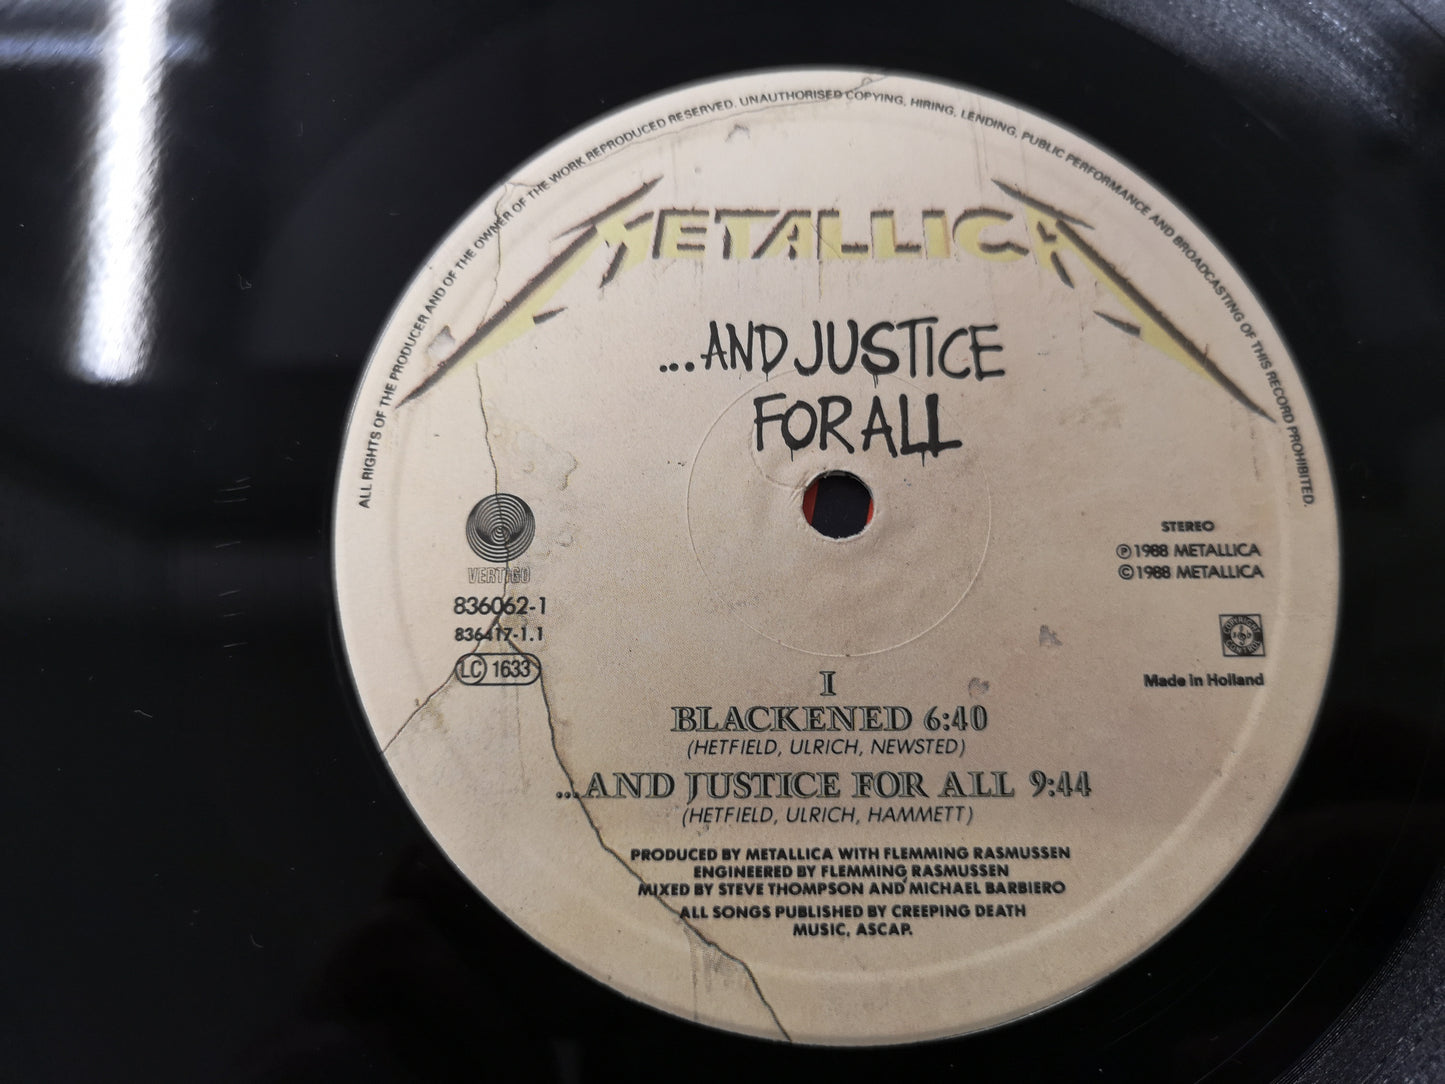 ALL RIGHTS OF THE PRODUCER AND OF THE OWNER OF THE WORK REPRODUCED RESERVED. UNAUTHORISED COPYING, HIRING, LENDING, PUBLIC PERFORMANCE AND BROADCASTING OF THIS RECORD PROHIBITED.
METALLICA
...AND JUSTICE
FOR ALL
VERTIGO
836062-1
836417-1.1
LC 1633
STEREO
℗1988 METALLICA
©1988 METALLICA
COPYRIGHT
CONTROL
Made in Holland
I
BLACKENED 6:40
(HETFIELD, ULRICH, NEWSTED)
...AND JUSTICE FOR ALL 9:44
(HETFIELD, ULRICH, HAMMETT)
PRODUCED BY METALLICA WITH FLEMMING RASMUSSEN
ENGINEERED BY FLEMMING RASMUSSEN
MIXED BY STEVE THOMPSON AND MICHAEL BARBIERO
ALL SONGS PUBLISHED BY CREEPING DEATH
MUSIC, ASCAP.